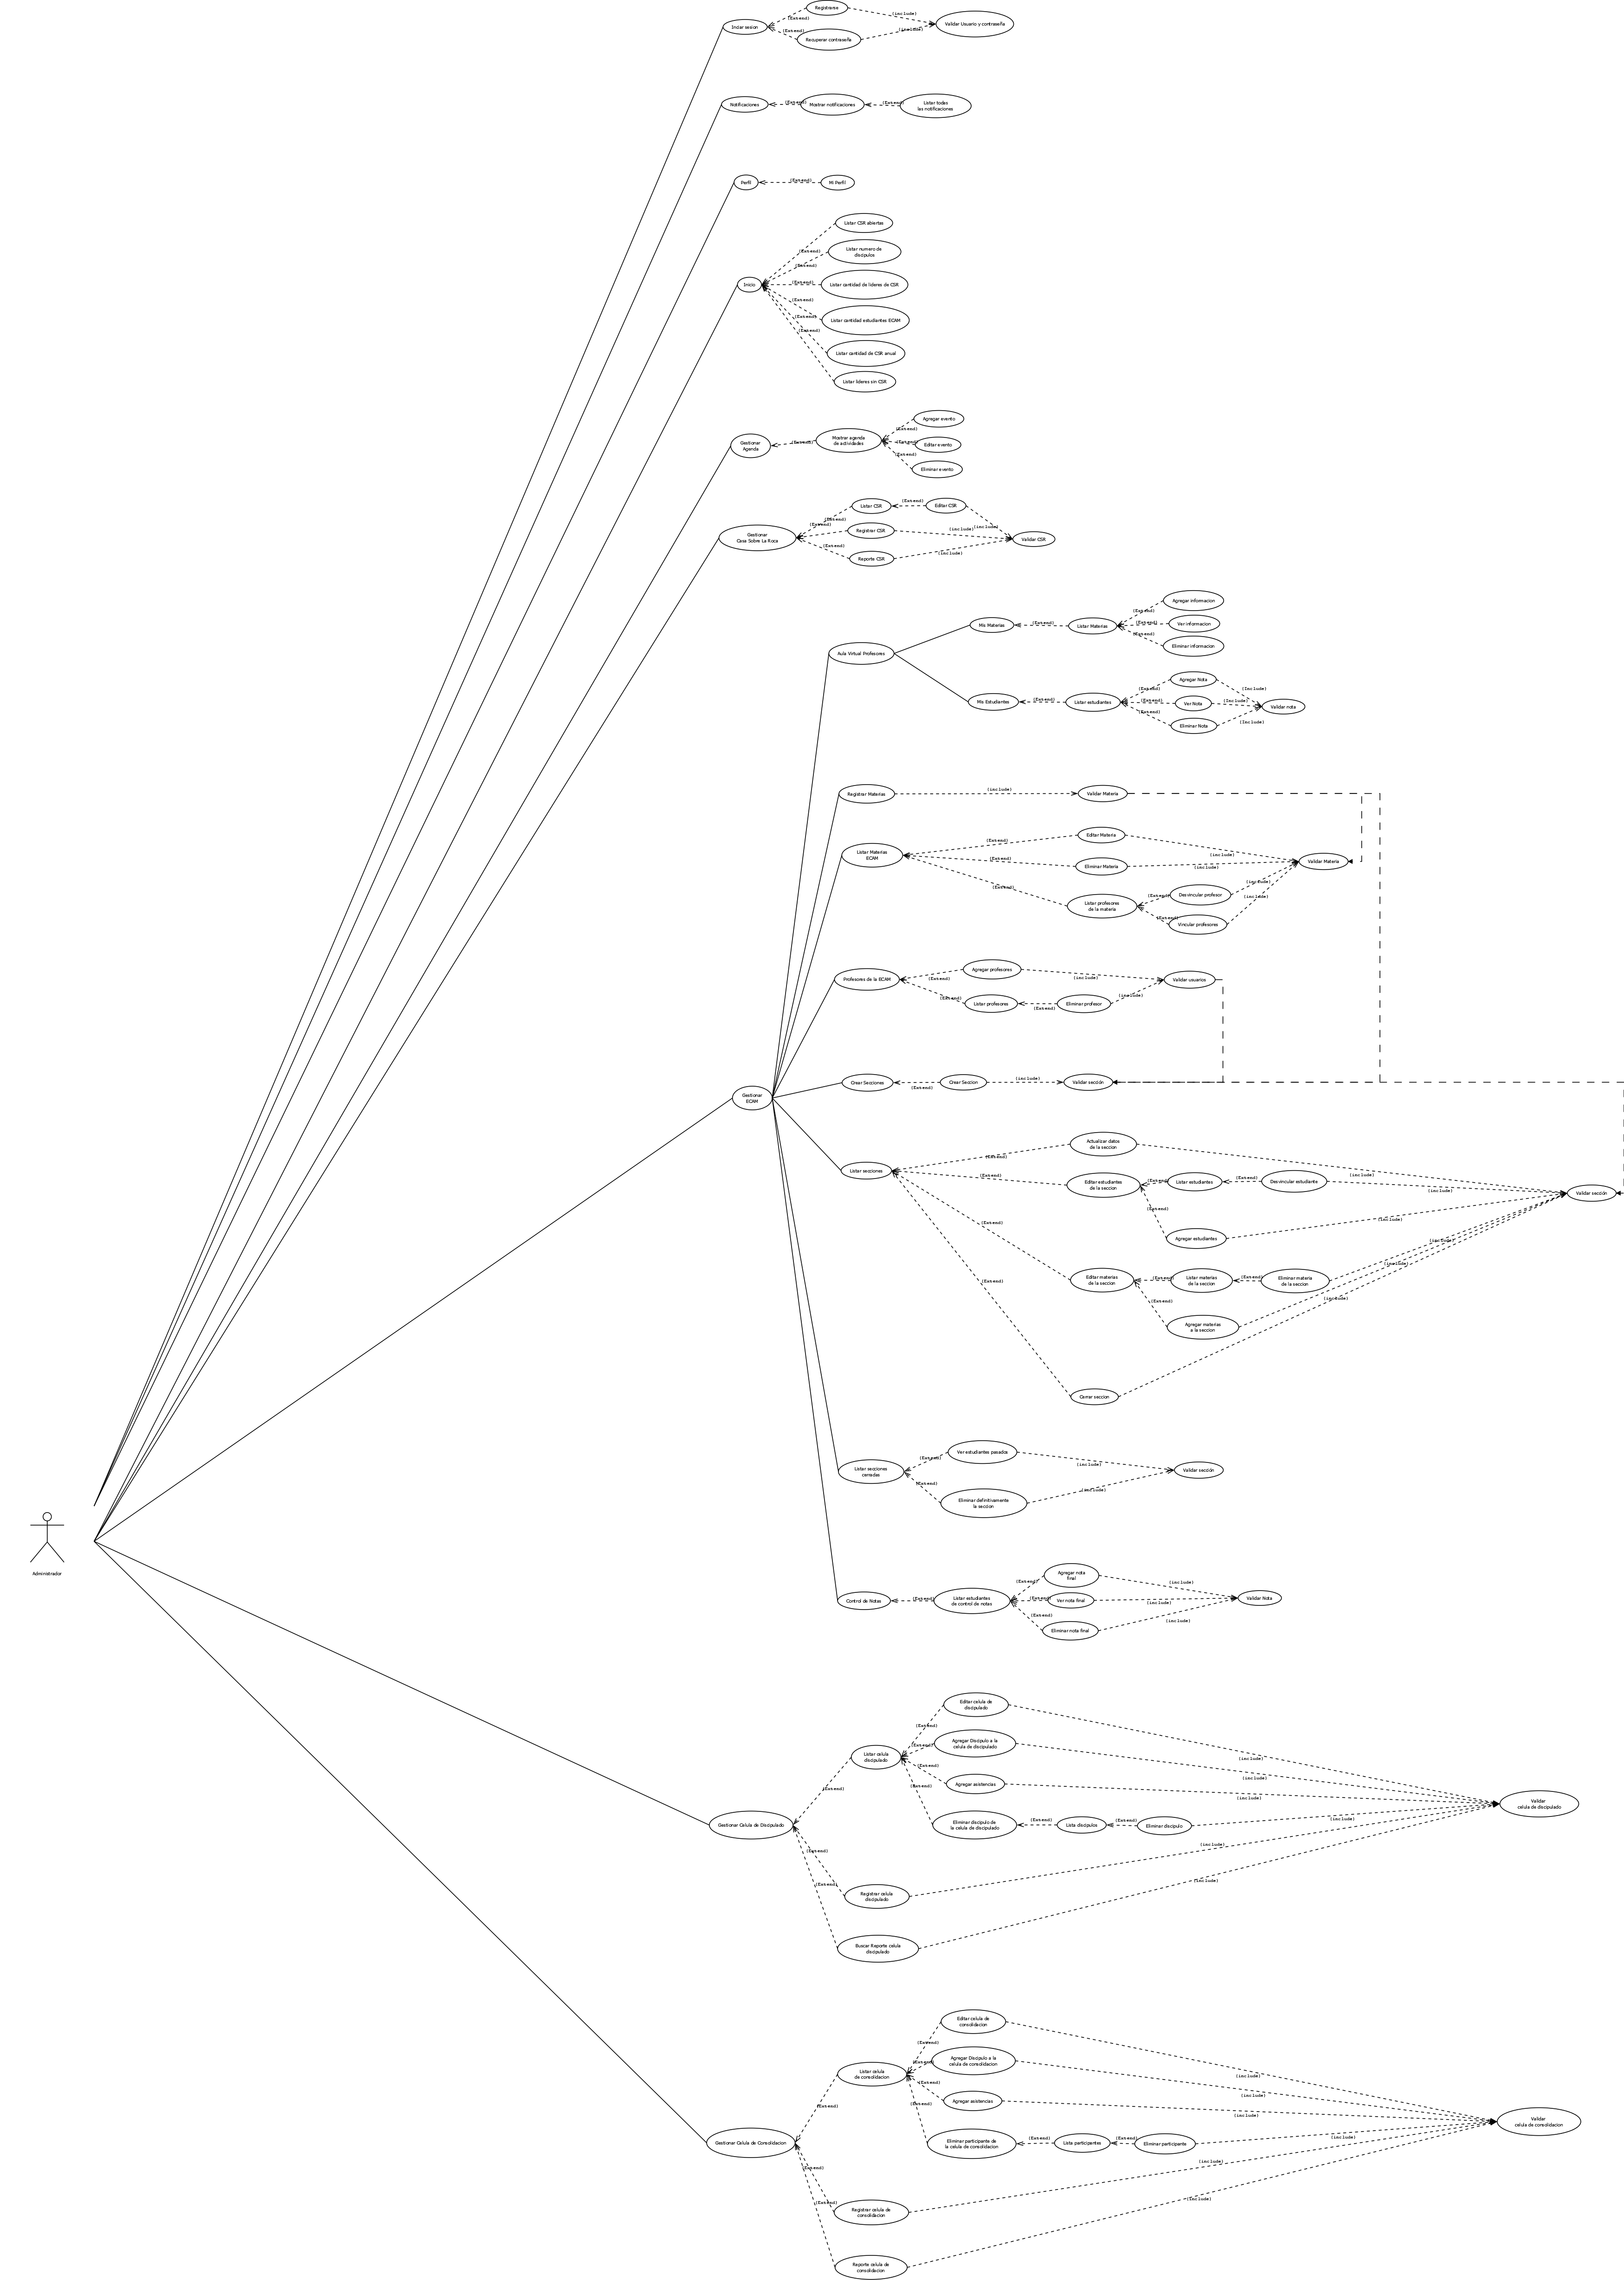 Registrarse
(include)
(Extend)
Iniciar sesion
Validar Usuario y contraseña
(Extend)
(include)
Recuperar contraseña
Notificaciones
(Extend)
Mostrar notificaciones
(Extend)
Listar todas
las notificaciones
Perfil
(Extend)
Mi Perfil
Listar CSR abiertas
(Extend)
Listar numero de
discipulos
(Extend)
Inicio
(Extend)
Listar cantidad de lideres de CSR
(Extend)
(Extend)
Listar cantidad estudiantes ECAM
(Extend)
Listar cantidad de CSR anual
Listar lideres sin CSR
Agregar evento
(Extend)
Gestionar
Agenda
(Extend)
Mostrar agenda
de actividades
(Extend)
Editar evento
(Extend)
Eliminar evento
Listar CSR
(Extend)
Editar CSR
(Extend)
(Extend)
Registrar CSR
(include)
(include)
Gestionar
Casa Sobre La Roca
Validar CSR
(Extend)
(include)
Reporte CSR
Agregar informacion
(Extend)
Mis Materias
(Extend)
Listar Materias
(Extend)
Ver informacion
(Extend)
Eliminar informacion
Aula Virtual Profesores
Agregar Nota
(Extend)
(Include)
Mis Estudiantes
(Extend)
Listar estudiantes
(Extend)
Ver Nota
(Include)
Validar nota
(Extend)
(Include)
Eliminar Nota
Registrar Materias
(include)
Validar Materia
Editar Materia
(Extend)
Listar Materias
ECAM
(Extend)
(include)
Validar Materia
Eliminar Materia
(include)
(Extend)
(include)
(Extend)
Desvincular profesor
(include)
Listar profesores
de la materia
(Extend)
Vincular profesores
Agregar profesores
Profesores de la ECAM
(Extend)
(include)
Validar usuarios
(Extend)
Listar profesores
(Extend)
Eliminar profesor
(include)
Crear Secciones
(Extend)
Crear Seccion
(include)
Validar sección
Gestionar
ECAM
Actualizar datos
de la seccion
(Extend)
Listar secciones
(Extend)
(include)
Editar estudiantes
de la seccion
(Extend)
Listar estudiantes
(Extend)
Desvincular estudiante
(include)
Validar sección
(Extend)
(Extend)
(include)
Agregar estudiantes
(include)
(include)
(Extend)
Editar materias
de la seccion
(Extend)
Listar materias
de la seccion
(Extend)
Eliminar materia
de la seccion
(Extend)
(include)
Agregar materias
a la seccion
Cerrar seccion
Ver estudiantes pasados
(Extend)
(include)
Listar secciones
cerradas
Validar sección
(Extend)
(include)
Eliminar definitivamente
la seccion
Administrador
Agregar nota
final
(Extend)
(include)
Control de Notas
(Extend)
Listar estudiantes
de control de notas
(Extend)
Ver nota final
(include)
Validar Nota
(Extend)
(include)
Eliminar nota final
Editar celula de
discipulado
(Extend)
Agregar Discipulo a la
celula de discipulado
(Extend)
Listar celula
discipulado
(include)
(Extend)
(include)
Agregar asistencias
(Extend)
(Extend)
(include)
Validar
celula de discipulado
Eliminar discipulo de
la celula de discipulado
(Extend)
Lista discipulos
(Extend)
Eliminar discipulo
(include)
Gestionar Celula de Discipulado
(include)
(Extend)
(Extend)
(include)
Registrar celula
discipulado
Buscar Reporte celula
discipulado
Editar celula de
consolidacion
(Extend)
Agregar Discipulo a la
celula de consolidacion
(Extend)
Listar celula
de consolidacion
(include)
(Extend)
(include)
Agregar asistencias
(Extend)
(Extend)
(include)
Validar
celula de consolidacion
Eliminar participante de
la celula de consolidacion
(Extend)
Lista participantes
(Extend)
Eliminar participante
(include)
Gestionar Celula de Consolidacion
(include)
(Extend)
(Extend)
(include)
Registrar celula de
consolidacion
Reporte celula de
consolidacion